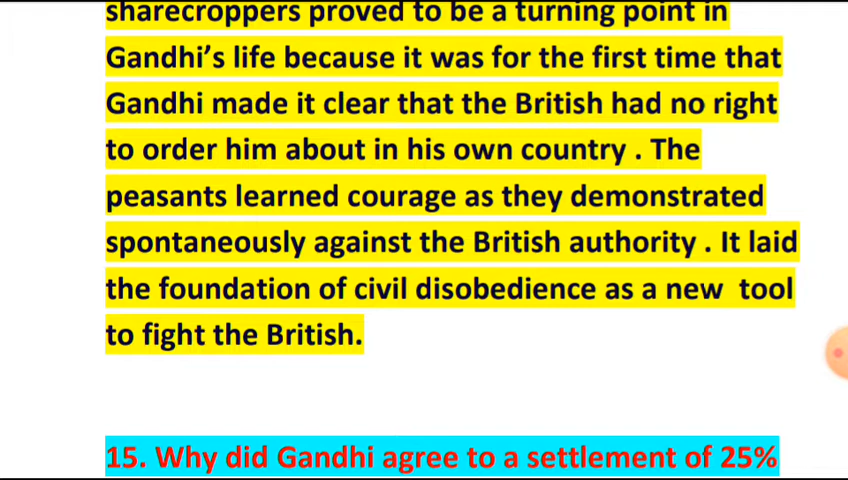 sharecroppers proved to be a turning point in
Gandhi's life because it was for the first time that
Gandhi made it clear that the British had no right
to order him about in his own country . The
peasants learned courage as they demonstrated
spontaneously against the British authority . It laid
the foundation of civil disobedience as a new  tool
to fight the British.
15. Why did Gandhi agree to a settlement of 25%